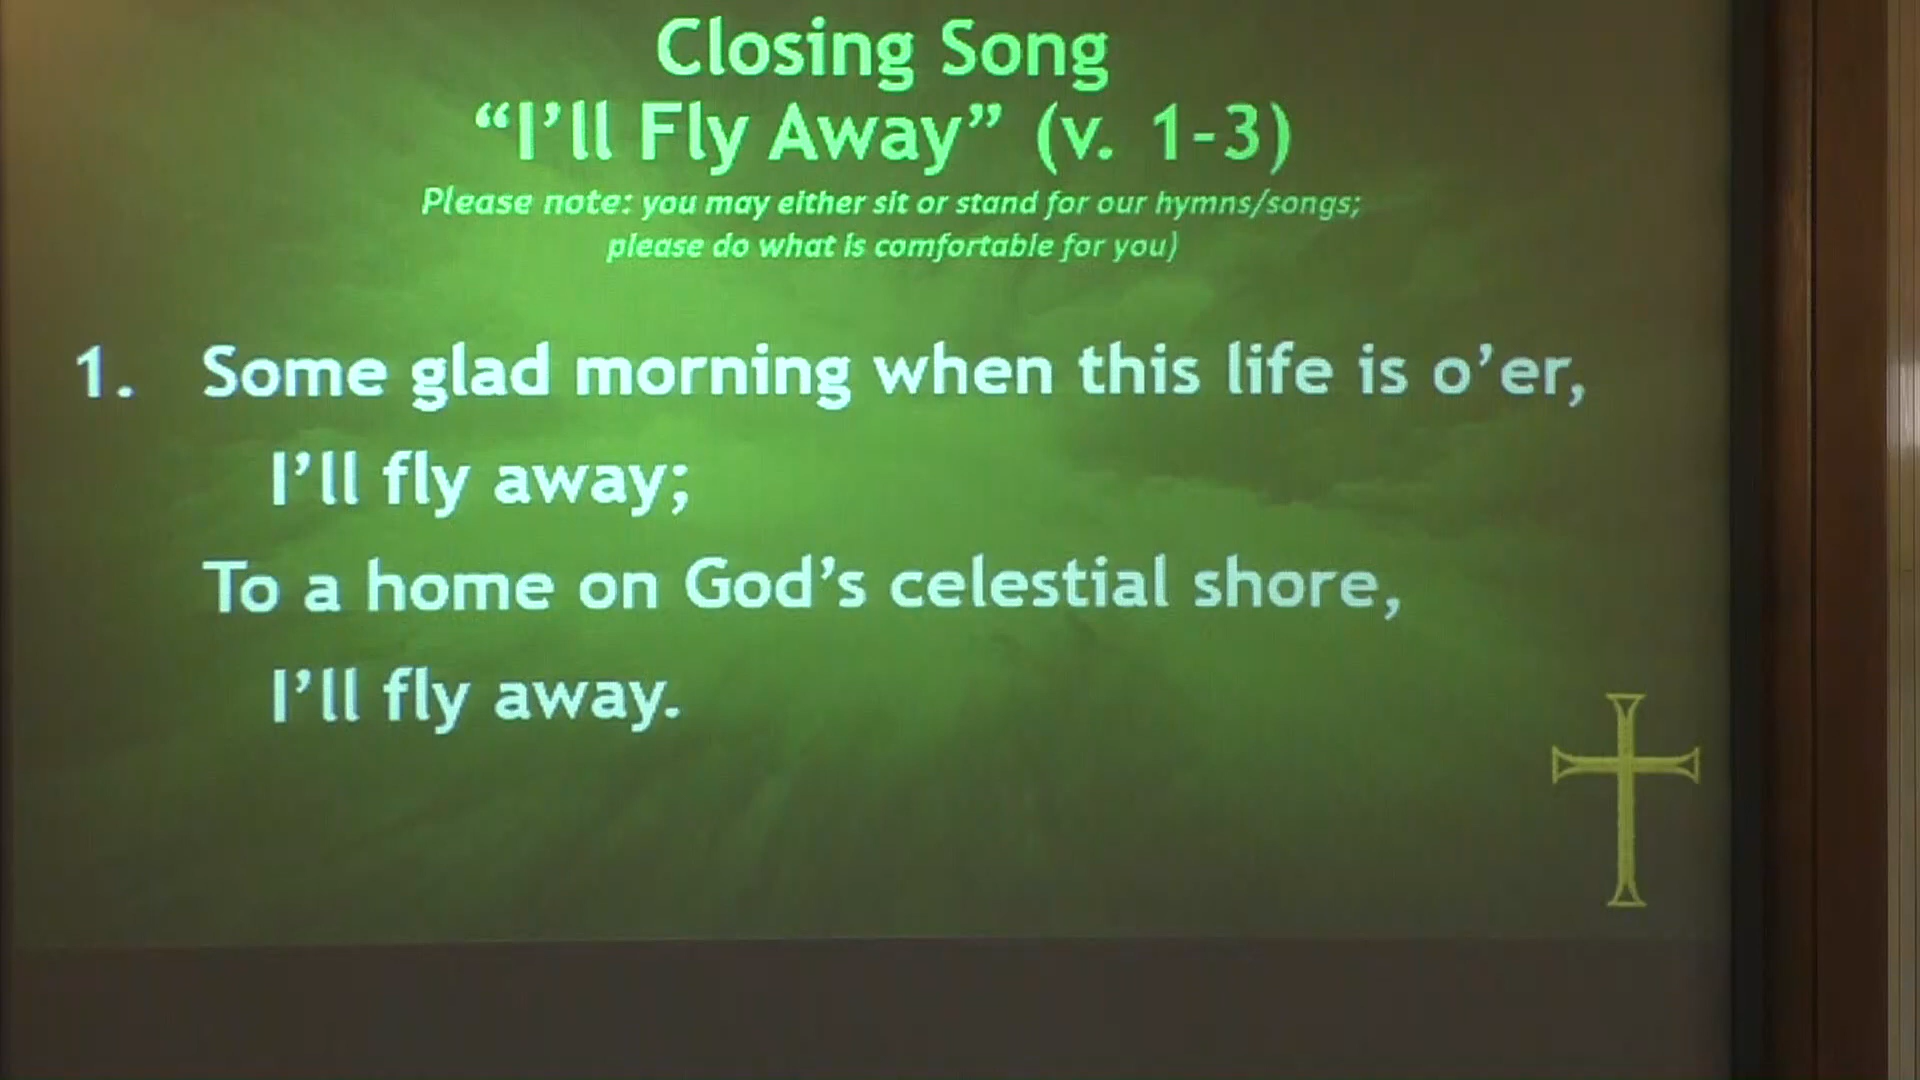 Closing Song
“I’ll Fly Away” (v. 1-3)
Please note: you may either sit or stand for our hymns/songs;
please do what is comfortable for you)
1. Some glad morning when this life is o’er,
I’ll fly away;
To a home on God’s celestial shore,
I’ll fly away.